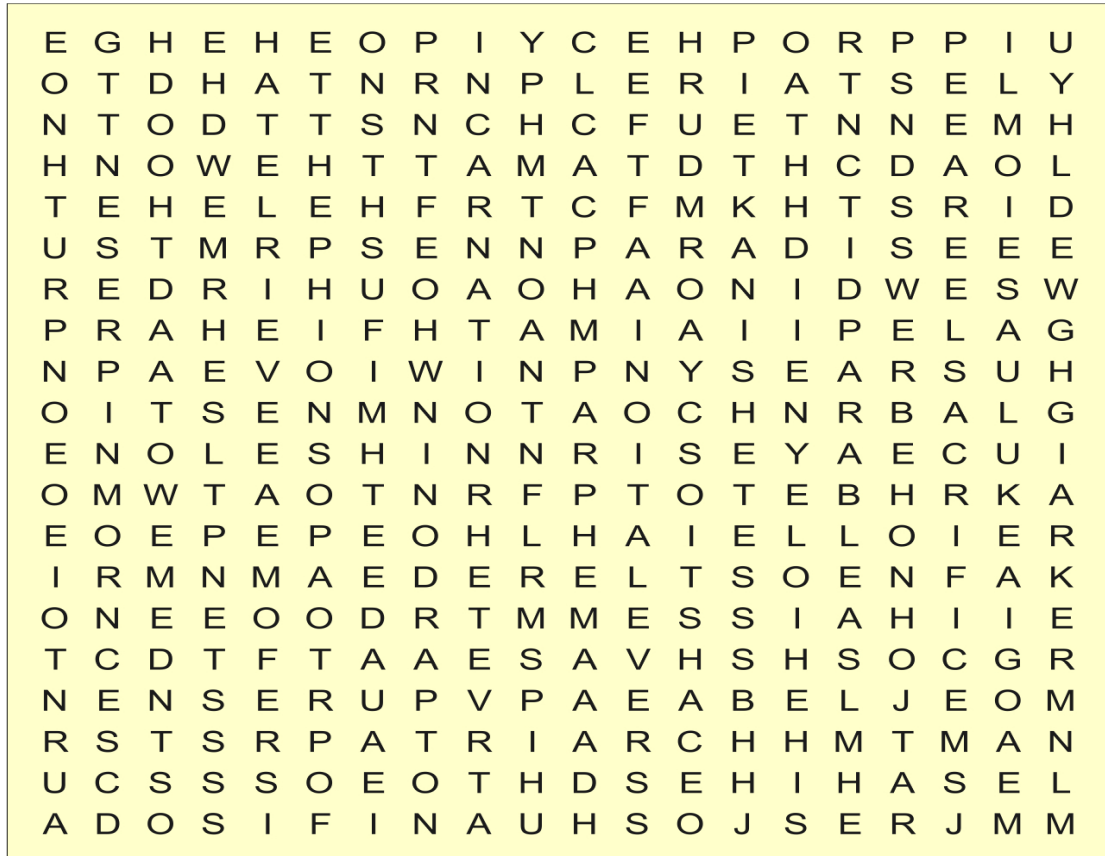 E G H E H E O P I Y C E H P O R P P I U
O T D H A T N R N P L E R I A T S E L Y
N T O D T T S N C H C F U E T N N E M H
H N O W E H T T A M A T D T H C D A O L
T E H E L E H F R T C F M K H T S R I D
U S T M R P S E N N P A R A D I S E E E
R E D R I H U O A O H A O N I D W E S W
P R A H E I F H T A M I A I I P E L A G
N P A E V O I W I N P N Y S E A R S U H
O I T S E N M N O T A O C H N R B A L G
E N O L E S H I N N R I S E Y A E C U I
O M W T A O T N R F P T O T E B H R K A
E O E P E P E O H L H A I E L L O I E R
I R M N M A E D E R E L T S O E N F A K
O N E E O O D R T M M E S S I A H I I E
T C D T F T A A E S A V H S H S O C G R
N E N S E R U P V P A E A B E L J E O M
R S T S R P A T R I A R C H H M T M A N
U C S S S O E O T H D S E H I H A S E L
A D O S I F I N A U H S O J S E R J M M